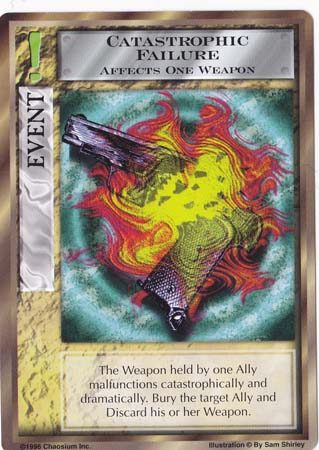 CATASTROPHIC
FAILURE
AFFECTS ONE WEAPON
EVENT!
The Weapon held by one Ally
malfunctions catastrophically and
dramatically. Bury the target Ally and
Discard his or her Weapon.
©1996 Chaosium Inc.
Illustration © By Sam Shirley